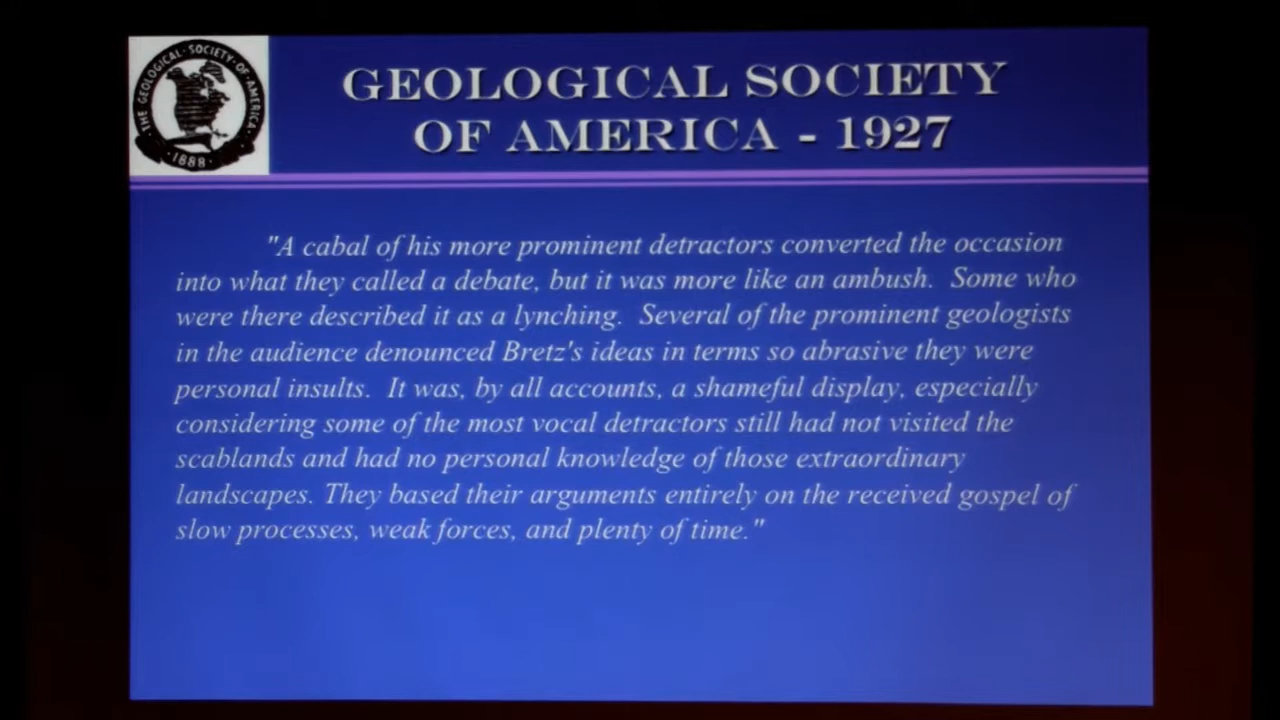 THE GEOLOGICAL SOCIETY OF AMERICA
1888
GEOLOGICAL SOCIETY
OF AMERICA - 1927
"A cabal of his more prominent detractors converted the occasion
into what they called a debate, but it was more like an ambush. Some who
were there described it as a lynching. Several of the prominent geologists
in the audience denounced Bretz's ideas in terms so abrasive they were
personal insults. It was, by all accounts, a shameful display, especially
considering some of the most vocal detractors still had not visited the
scablands and had no personal knowledge of those extraordinary
landscapes. They based their arguments entirely on the received gospel of
slow processes, weak forces, and plenty of time."